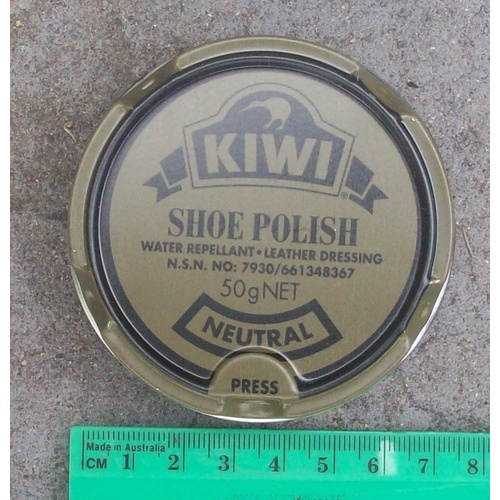 KIWI
®
SHOE POLISH
WATER REPELLANT • LEATHER DRESSING
N.S.N. NO: 7930/661348367
50g NET
NEUTRAL
PRESS
Made in Australia
CM 1 2 3 4 5 6 7 8